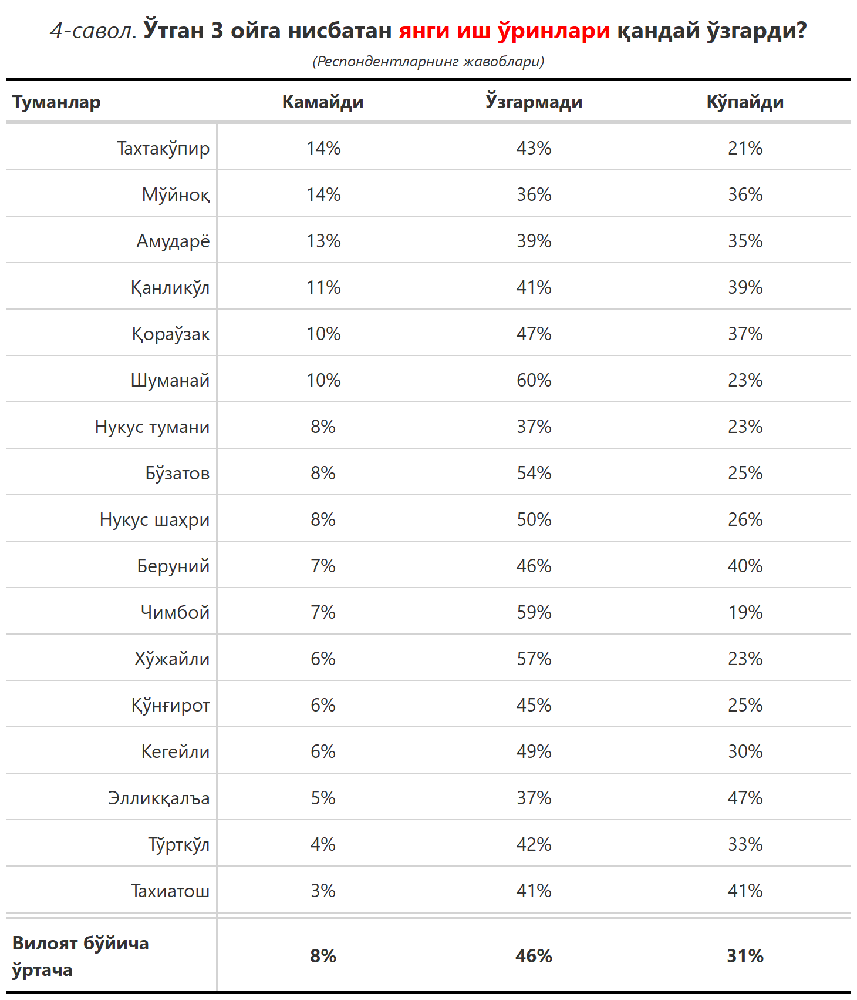 4-савол. Ўтган 3 ойга нисбатан янги иш ўринлари қандай ўзгарди?
(Респондентларнинг жавоблари)
Туманлар Камайди Ўзгармади Кўпайди
Тахтакўпир 14% 43% 21%
Мўйноқ 14% 36% 36%
Амударё 13% 39% 35%
Қанликўл 11% 41% 39%
Қораўзак 10% 47% 37%
Шуманай 10% 60% 23%
Нукус тумани 8% 37% 23%
Бўзатов 8% 54% 25%
Нукус шаҳри 8% 50% 26%
Беруний 7% 46% 40%
Чимбой 7% 59% 19%
Хўжайли 6% 57% 23%
Қўнғирот 6% 45% 25%
Кегейли 6% 49% 30%
Элликқалъа 5% 37% 47%
Тўрткўл 4% 42% 33%
Тахиатош 3% 41% 41%
Вилоят бўйича
ўртача 8% 46% 31%